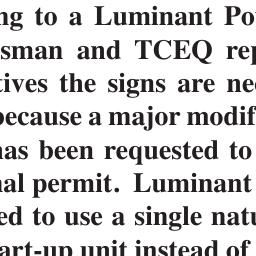 ng to a Luminant Po
sman and TCEQ rep
tives the signs are ne
because a major modif
has been requested to
nal permit. Luminant
ed to use a single natu
art-up unit instead of